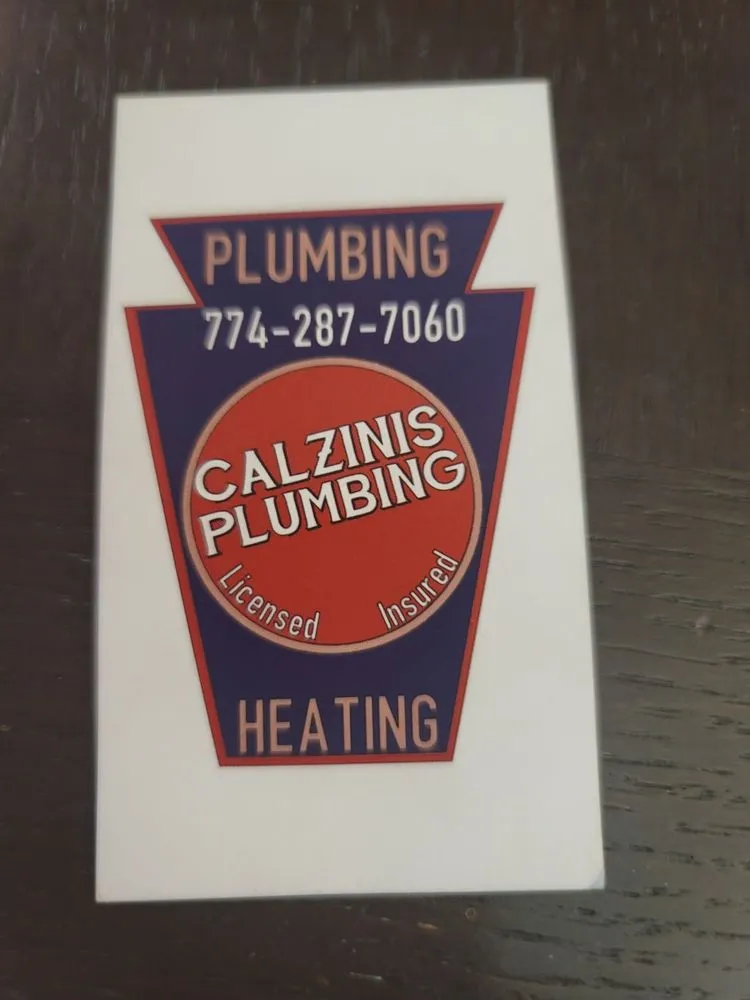 PLUMBING
774-287-7060
CALZINIS
PLUMBING
Licensed Insured
HEATING